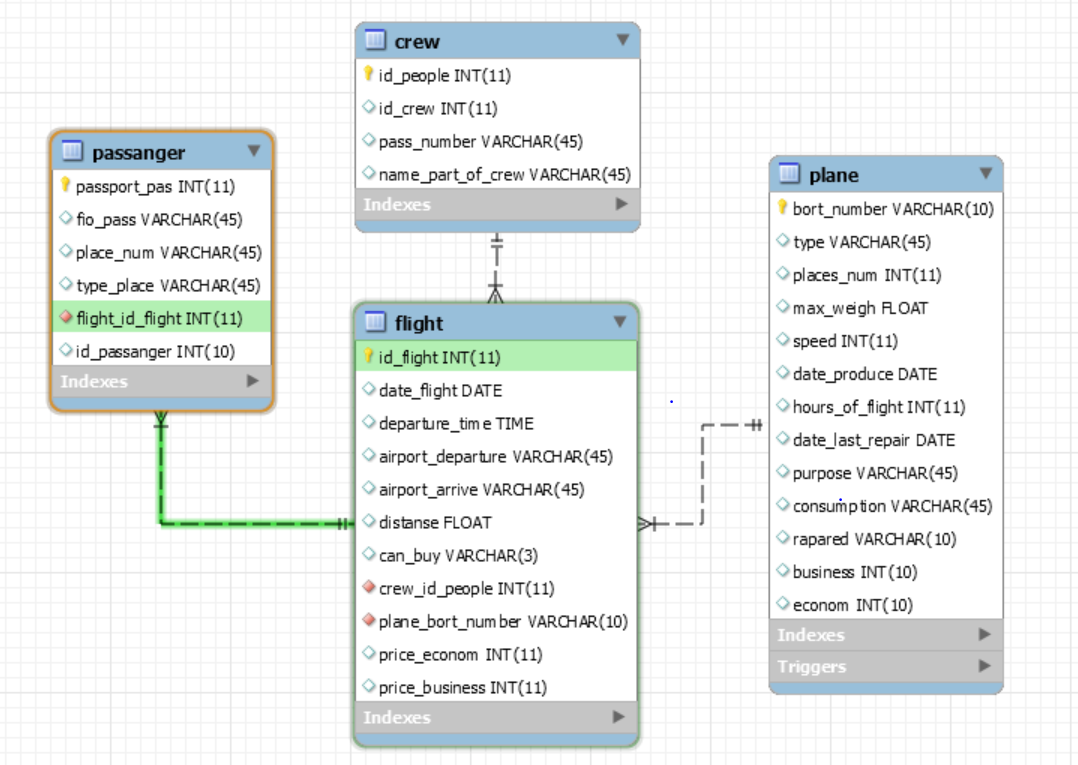 crew
id_people INT(11)
id_crew INT(11)
pass_number VARCHAR(45)
name_part_of_crew VARCHAR(45)
Indexes
passanger
passport_pas INT(11)
fio_pass VARCHAR(45)
place_num VARCHAR(45)
type_place VARCHAR(45)
flight_id_flight INT(11)
id_passanger INT(10)
Indexes
flight
id_flight INT(11)
date_flight DATE
departure_time TIME
airport_departure VARCHAR(45)
airport_arrive VARCHAR(45)
distanse FLOAT
can_buy VARCHAR(3)
crew_id_people INT(11)
plane_bort_number VARCHAR(10)
price_econom INT(11)
price_business INT(11)
Indexes
plane
bort_number VARCHAR(10)
type VARCHAR(45)
places_num INT(11)
max_weigh FLOAT
speed INT(11)
date_produce DATE
hours_of_flight INT(11)
date_last_repair DATE
purpose VARCHAR(45)
consumption VARCHAR(45)
rapared VARCHAR(10)
business INT(10)
econom INT(10)
Indexes
Triggers